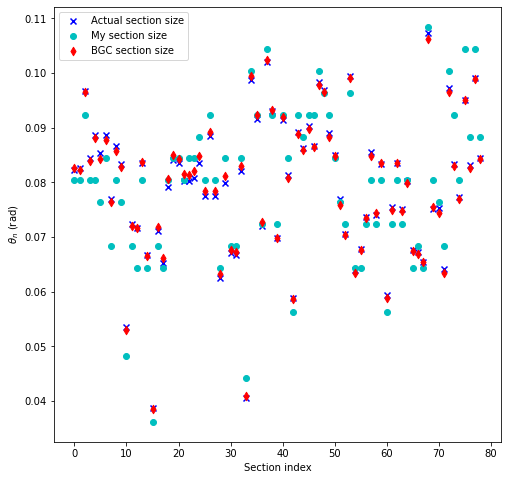 Actual section size
My section size
BGC section size
0.11
0.10
0.09
0.08
0.07
0.06
0.05
0.04
θₙ (rad)
0 10 20 30 40 50 60 70 80
Section index